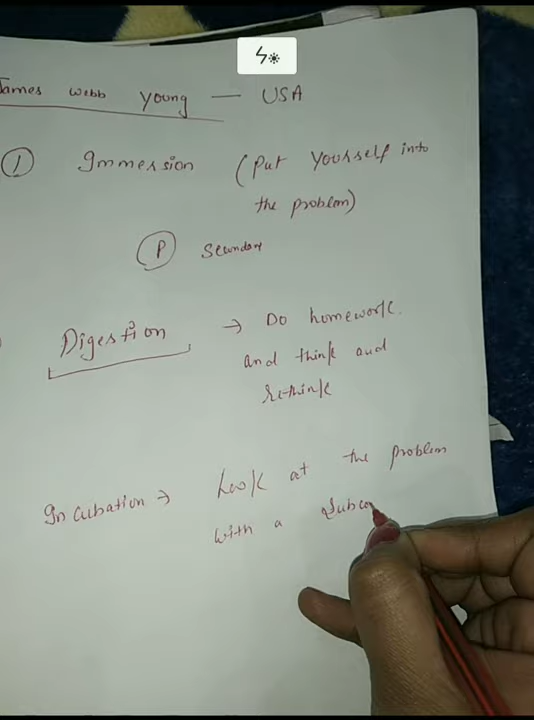 James webb young — USA
① Immersion (Put yourself into
the problem)
Ⓟ Secondary
Digestion → Do homework.
and think and
re-think
Incubation → Look at the problem
with a Subco